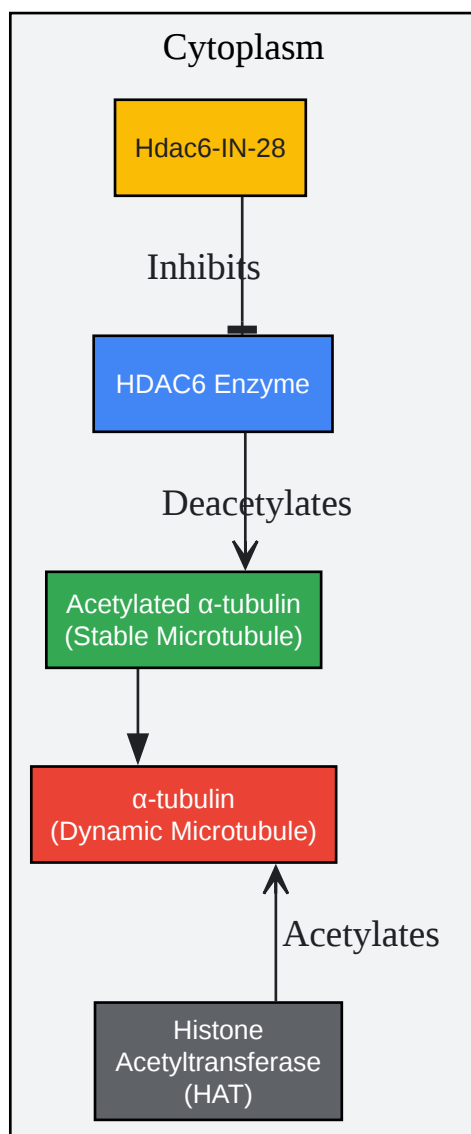 Cytoplasm
Hdac6-IN-28
Inhibits
HDAC6 Enzyme
Deacetylates
Acetylated α-tubulin
(Stable Microtubule)
α-tubulin
(Dynamic Microtubule)
Acetylates
Histone
Acetyltransferase
(HAT)